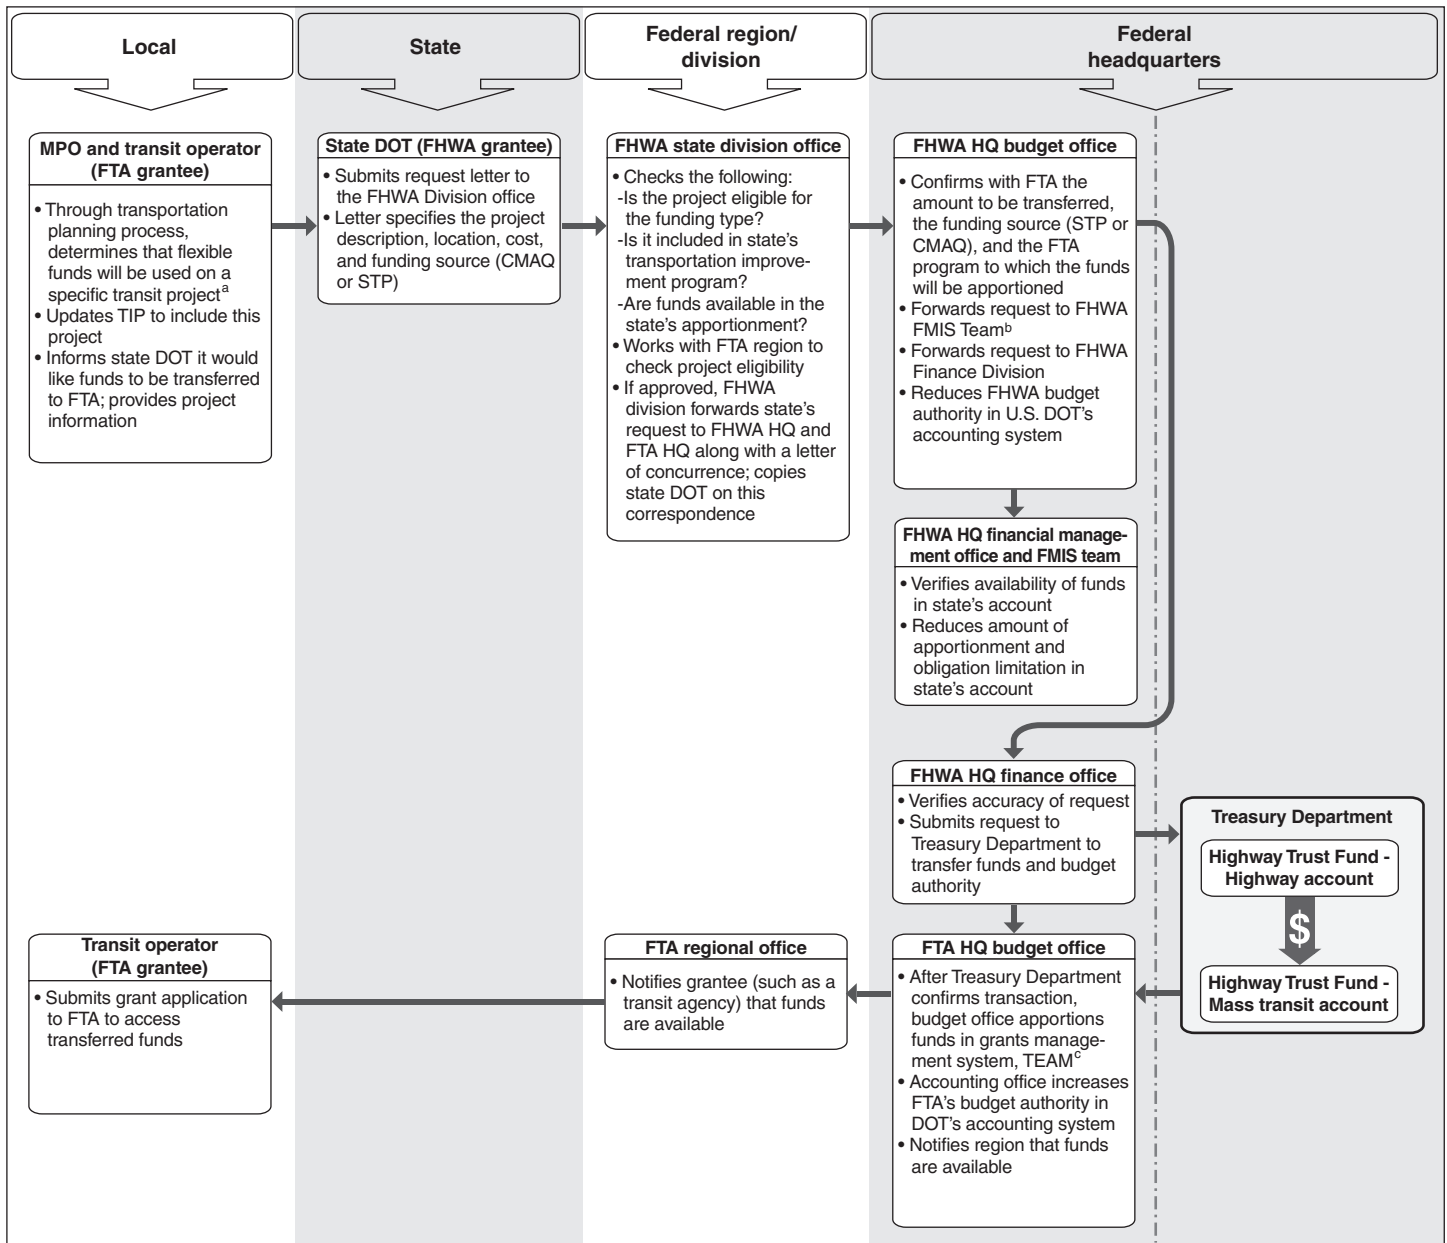 Local
State
Federal region/
division
Federal
headquarters
MPO and transit operator
(FTA grantee)
• Through transportation
planning process,
determines that flexible
funds will be used on a
specific transit projectᵃ
• Updates TIP to include this
project
• Informs state DOT it would
like funds to be transferred
to FTA; provides project
information
State DOT (FHWA grantee)
• Submits request letter to
the FHWA Division office
• Letter specifies the project
description, location, cost,
and funding source (CMAQ
or STP)
FHWA state division office
• Checks the following:
-Is the project eligible for
the funding type?
-Is it included in state's
transportation improve-
ment program?
-Are funds available in the
state's apportionment?
• Works with FTA region to
check project eligibility
• If approved, FHWA
division forwards state's
request to FHWA HQ and
FTA HQ along with a letter
of concurrence; copies
state DOT on this
correspondence
FHWA HQ budget office
• Confirms with FTA the
amount to be transferred,
the funding source (STP or
CMAQ), and the FTA
program to which the funds
will be apportioned
• Forwards request to FHWA
FMIS Teamᵇ
• Forwards request to FHWA
Finance Division
• Reduces FHWA budget
authority in U.S. DOT's
accounting system
FHWA HQ financial manage-
ment office and FMIS team
• Verifies availability of funds
in state's account
• Reduces amount of
apportionment and
obligation limitation in
state's account
FHWA HQ finance office
• Verifies accuracy of request
• Submits request to
Treasury Department to
transfer funds and budget
authority
Treasury Department
Highway Trust Fund -
Highway account
$
Highway Trust Fund -
Mass transit account
FTA HQ budget office
• After Treasury Department
confirms transaction,
budget office apportions
funds in grants manage-
ment system, TEAMᶜ
• Accounting office increases
FTA's budget authority in
DOT's accounting system
• Notifies region that funds
are available
FTA regional office
• Notifies grantee (such as a
transit agency) that funds
are available
Transit operator
(FTA grantee)
• Submits grant application
to FTA to access
transferred funds